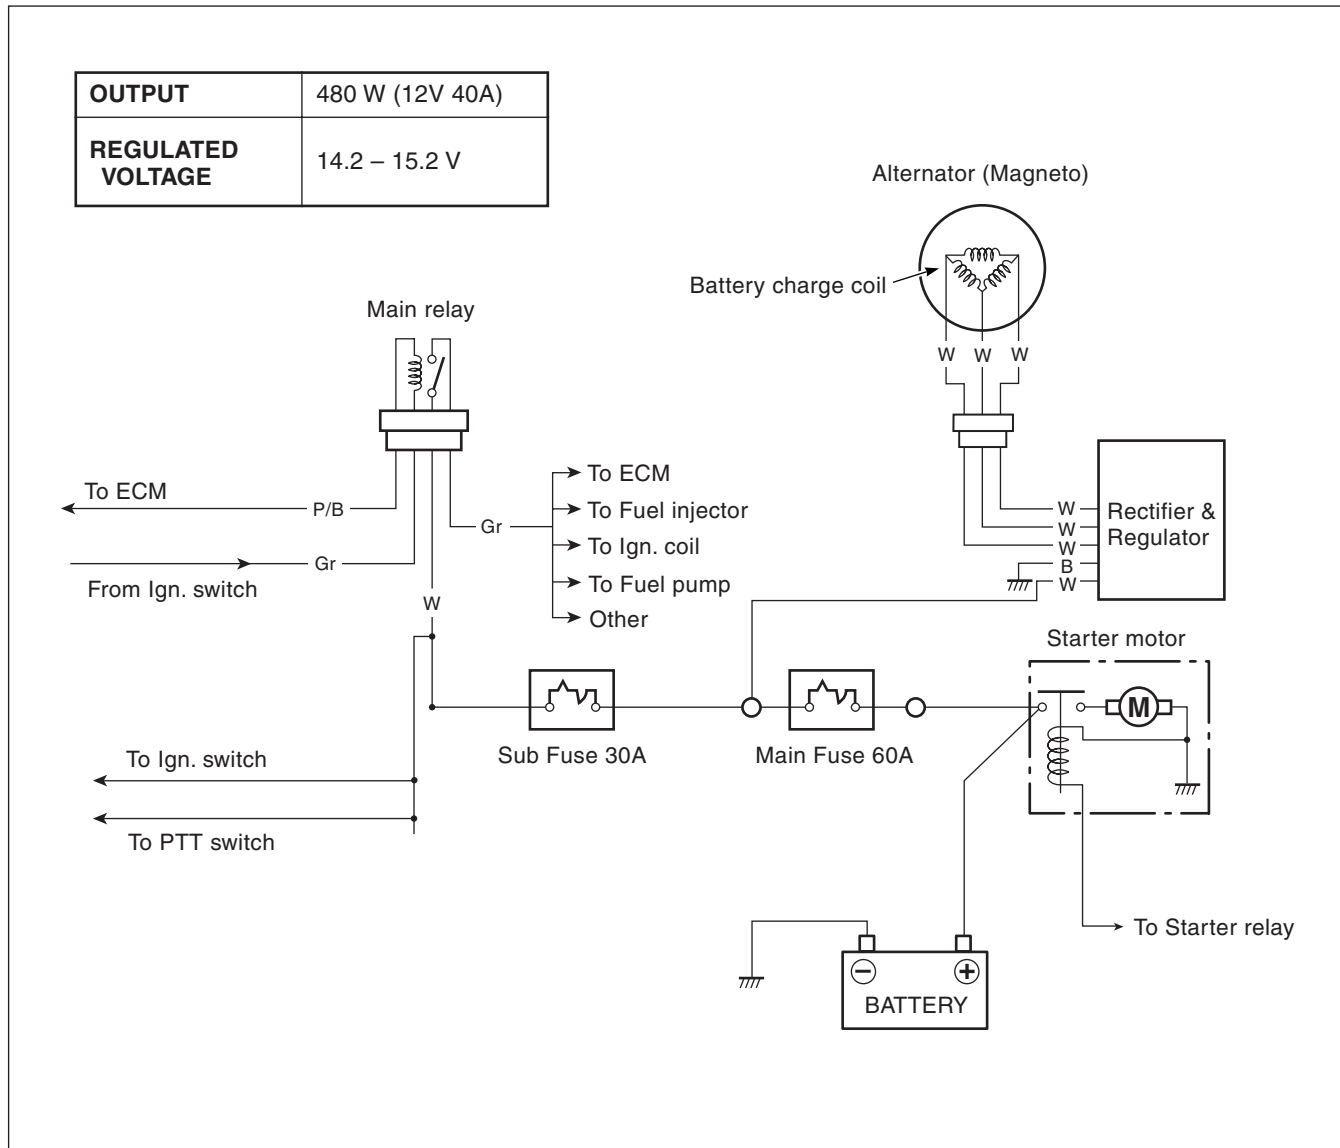 OUTPUT 480 W (12V 40A)
REGULATED
VOLTAGE
14.2 – 15.2 V
Alternator (Magneto)
Battery charge coil
Main relay
W W W
To ECM
P/B
From Ign. switch
Gr
W
Gr
To ECM
To Fuel injector
To Ign. coil
To Fuel pump
Other
W
W
W
B
W
Rectifier &
Regulator
Starter motor
M
Sub Fuse 30A
Main Fuse 60A
To Ign. switch
To PTT switch
To Starter relay
− +
BATTERY